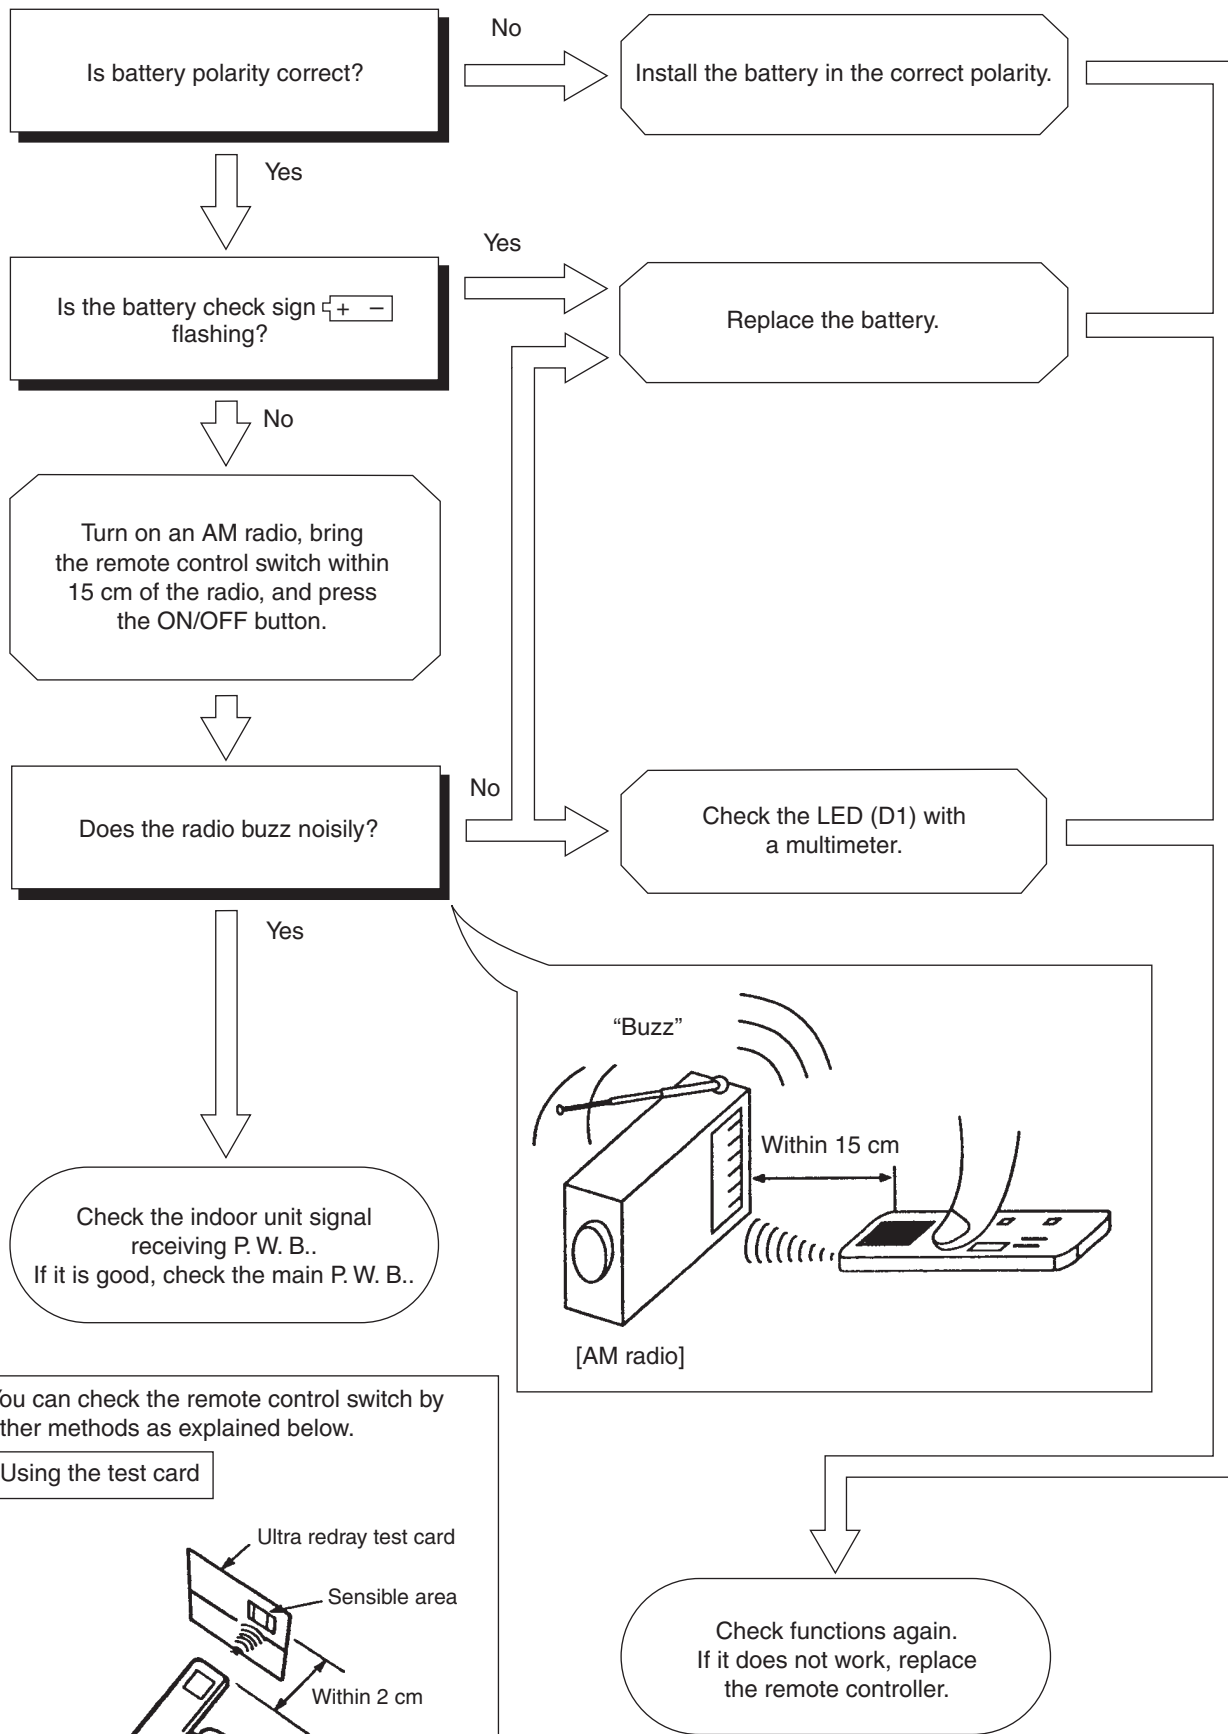 Is battery polarity correct?
No
Install the battery in the correct polarity.
Yes
Is the battery check sign + −
flashing?
Yes
Replace the battery.
No
Turn on an AM radio, bring
the remote control switch within
15 cm of the radio, and press
the ON/OFF button.
Does the radio buzz noisily?
No
Check the LED (D1) with
a multimeter.
Yes
“Buzz”
Within 15 cm
[AM radio]
Check the indoor unit signal
receiving P. W. B..
If it is good, check the main P. W. B..
You can check the remote control switch by
ther methods as explained below.
Using the test card
Ultra redray test card
Sensible area
Within 2 cm
Check functions again.
If it does not work, replace
the remote controller.